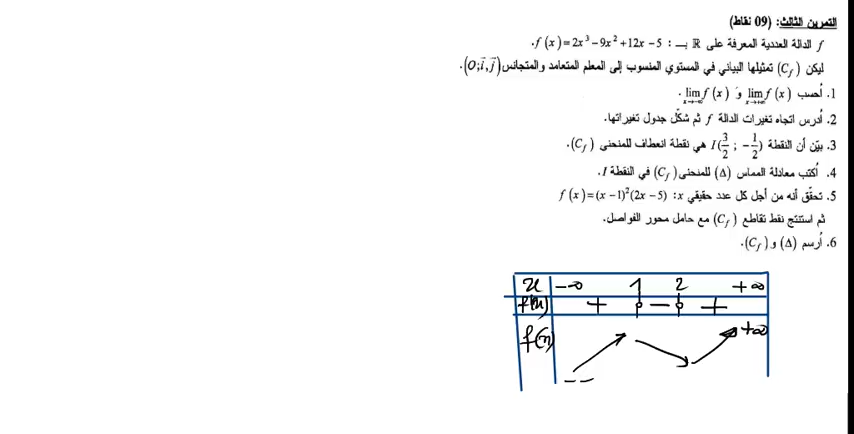 التمرين الثالث: (09 نقاط)
f الدالة العددية المعرفة على ℝ بـ : f(x)=2x³−9x²+12x−5.
ليكن (C_f) تمثيلها البياني في المستوي المنسوب إلى المعلم المتعامد والمتجانس (O;i⃗,j⃗).
1. أحسب lim_{x→+∞} f(x) و lim_{x→−∞} f(x).
2. أدرس اتجاه تغيرات الدالة f ثم شكّل جدول تغيراتها.
3. بيّن أن النقطة I(3/2 ; −1/2) هي نقطة انعطاف للمنحنى (C_f).
4. أكتب معادلة المماس (Δ) للمنحنى (C_f) في النقطة I.
5. تحقّق أنه من أجل كل عدد حقيقي x: f(x)=(x−1)²(2x−5)
ثم استنتج نقط تقاطع (C_f) مع حامل محور الفواصل.
6. أرسم (Δ) و (C_f).
x −∞ 1 2 +∞
f'(x) + 0 − 0 +
f(x) +∞